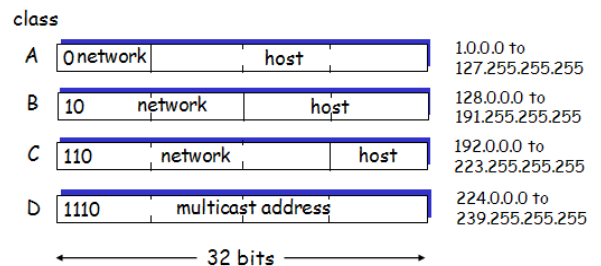 class
A 0 network host 1.0.0.0 to
127.255.255.255
B 10 network host 128.0.0.0 to
191.255.255.255
C 110 network host 192.0.0.0 to
223.255.255.255
D 1110 multicast address 224.0.0.0 to
239.255.255.255
32 bits